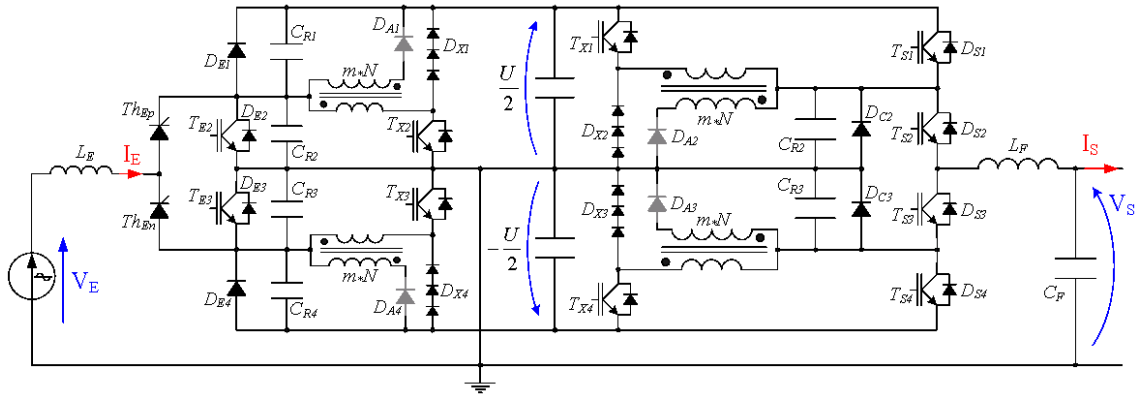 D_E1
C_R1
D_A1
D_X1
m*N
Th_Ep
T_E2
D_E2
C_R2
T_X2
L_E
I_E
V_E
Th_En
T_E3
D_E3
C_R3
T_X3
m*N
D_E4
C_R4
D_A4
D_X4
U/2
-U/2
T_X1
m*N
D_X2
D_A2
C_R2
D_C2
D_X3
D_A3
C_R3
D_C3
m*N
T_X4
T_S1
D_S1
T_S2
D_S2
T_S3
D_S3
T_S4
D_S4
L_F
I_S
V_S
C_F